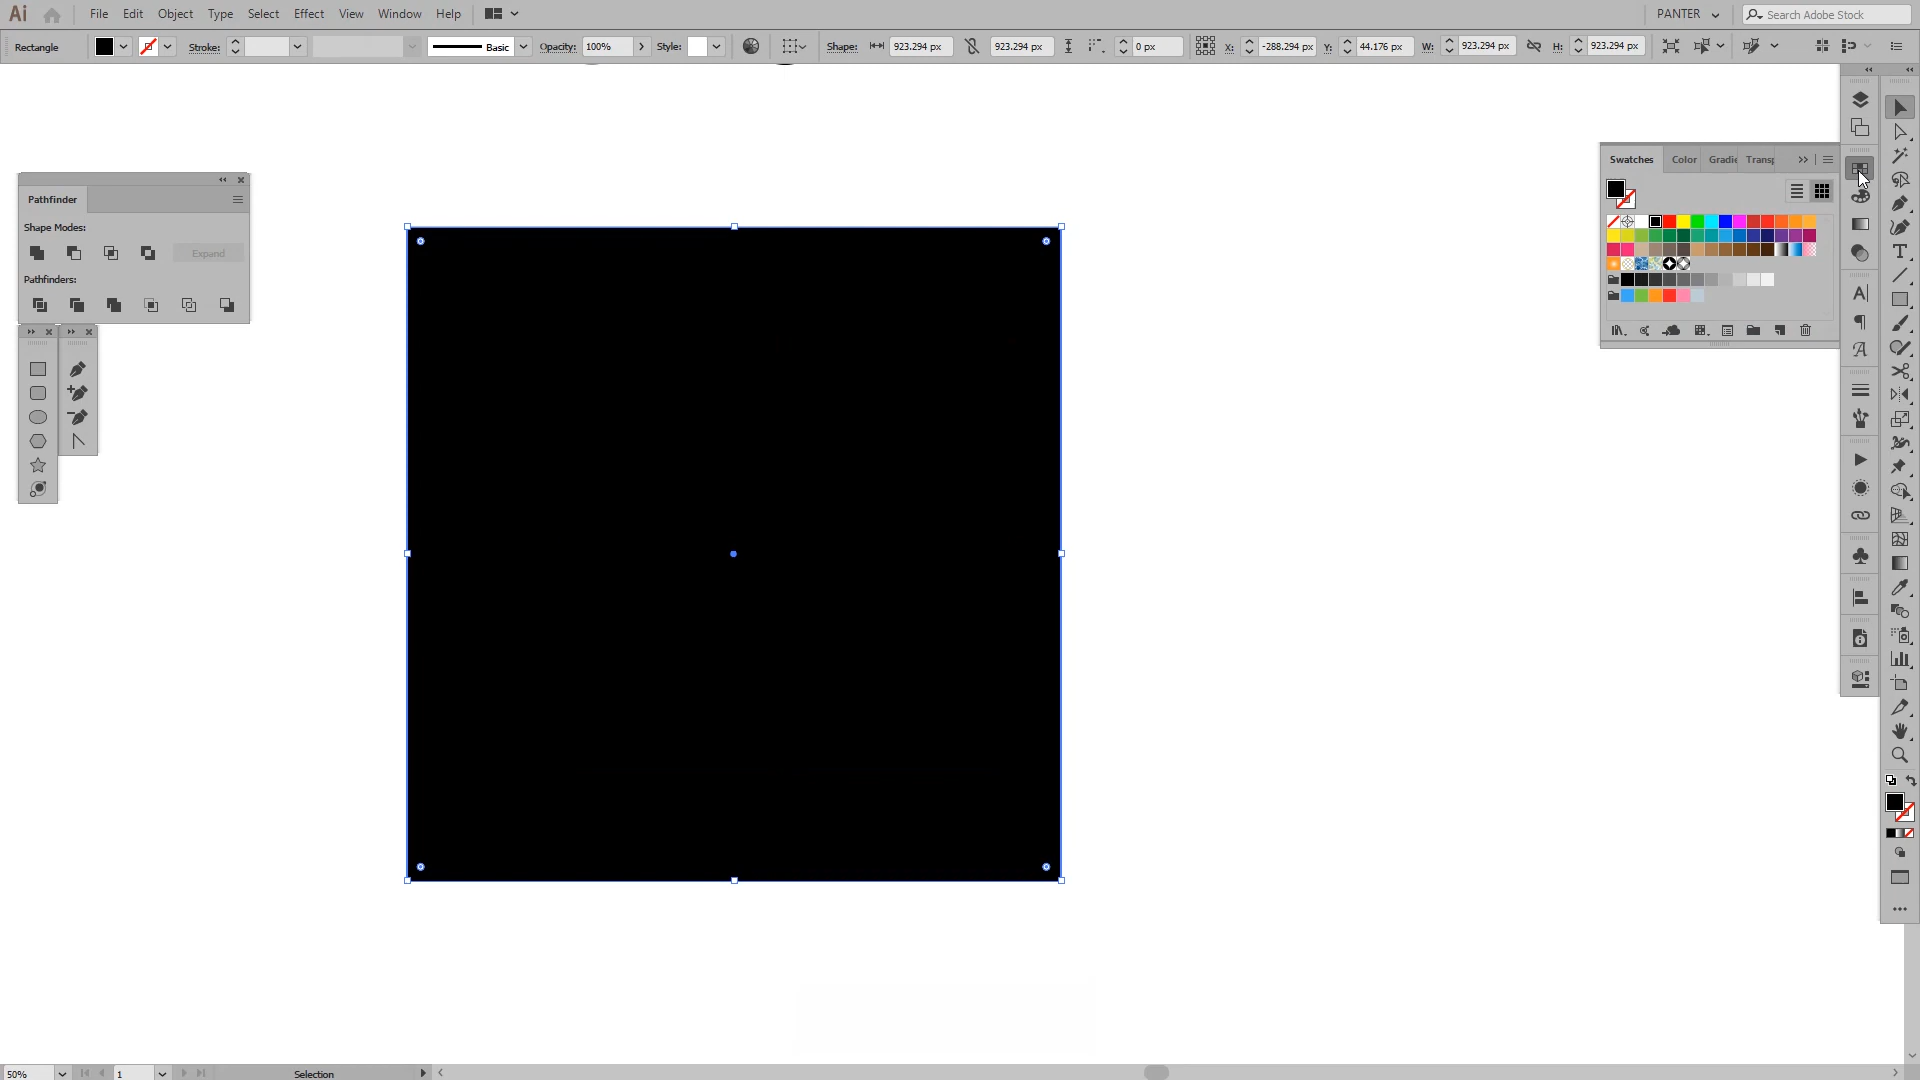 Ai File Edit Object Type Select Effect View Window Help PANTER Search Adobe Stock
Rectangle Stroke: Basic Opacity: 100% Style: Shape: 923.294 px 923.294 px 0 px X: -288.294 px Y: 44.176 px W: 923.294 px H: 923.294 px
Swatches Color Gradie Transp
Pathfinder
Shape Modes:
Expand
Pathfinders:
50% 1 Selection